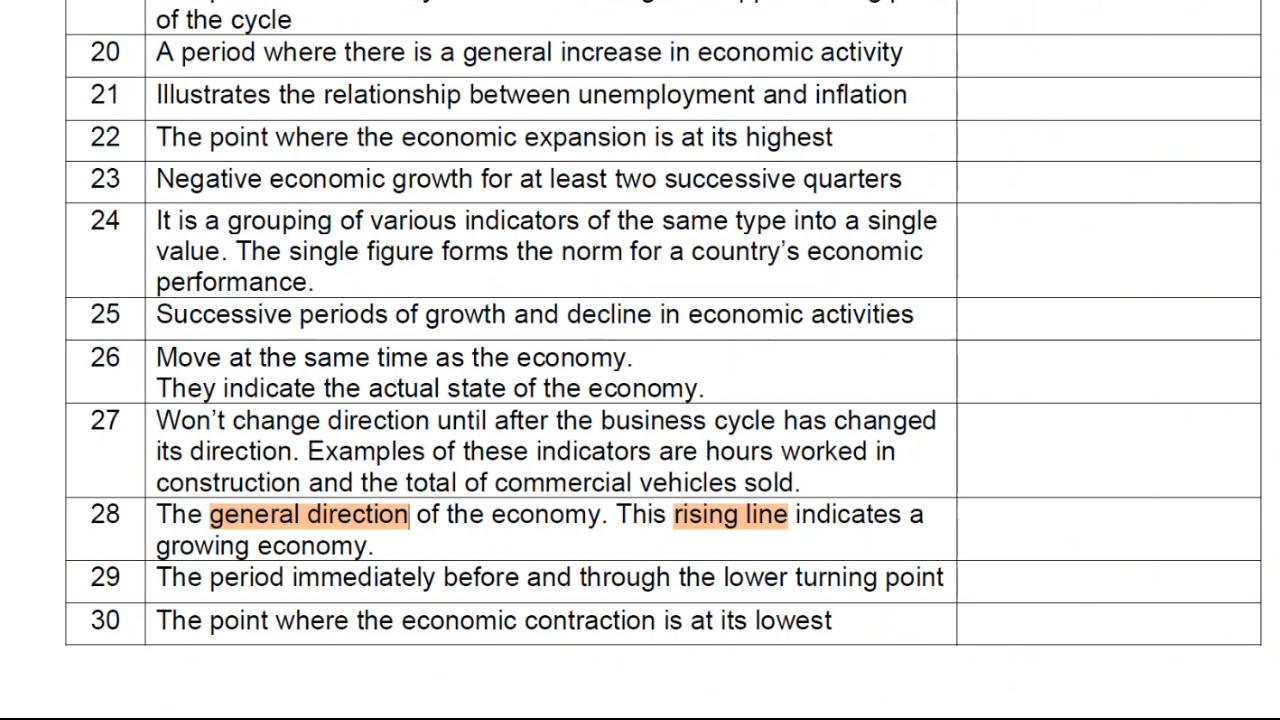 of the cycle
20 A period where there is a general increase in economic activity
21 Illustrates the relationship between unemployment and inflation
22 The point where the economic expansion is at its highest
23 Negative economic growth for at least two successive quarters
24 It is a grouping of various indicators of the same type into a single
value. The single figure forms the norm for a country's economic
performance.
25 Successive periods of growth and decline in economic activities
26 Move at the same time as the economy.
They indicate the actual state of the economy.
27 Won't change direction until after the business cycle has changed
its direction. Examples of these indicators are hours worked in
construction and the total of commercial vehicles sold.
28 The general direction of the economy. This rising line indicates a
growing economy.
29 The period immediately before and through the lower turning point
30 The point where the economic contraction is at its lowest